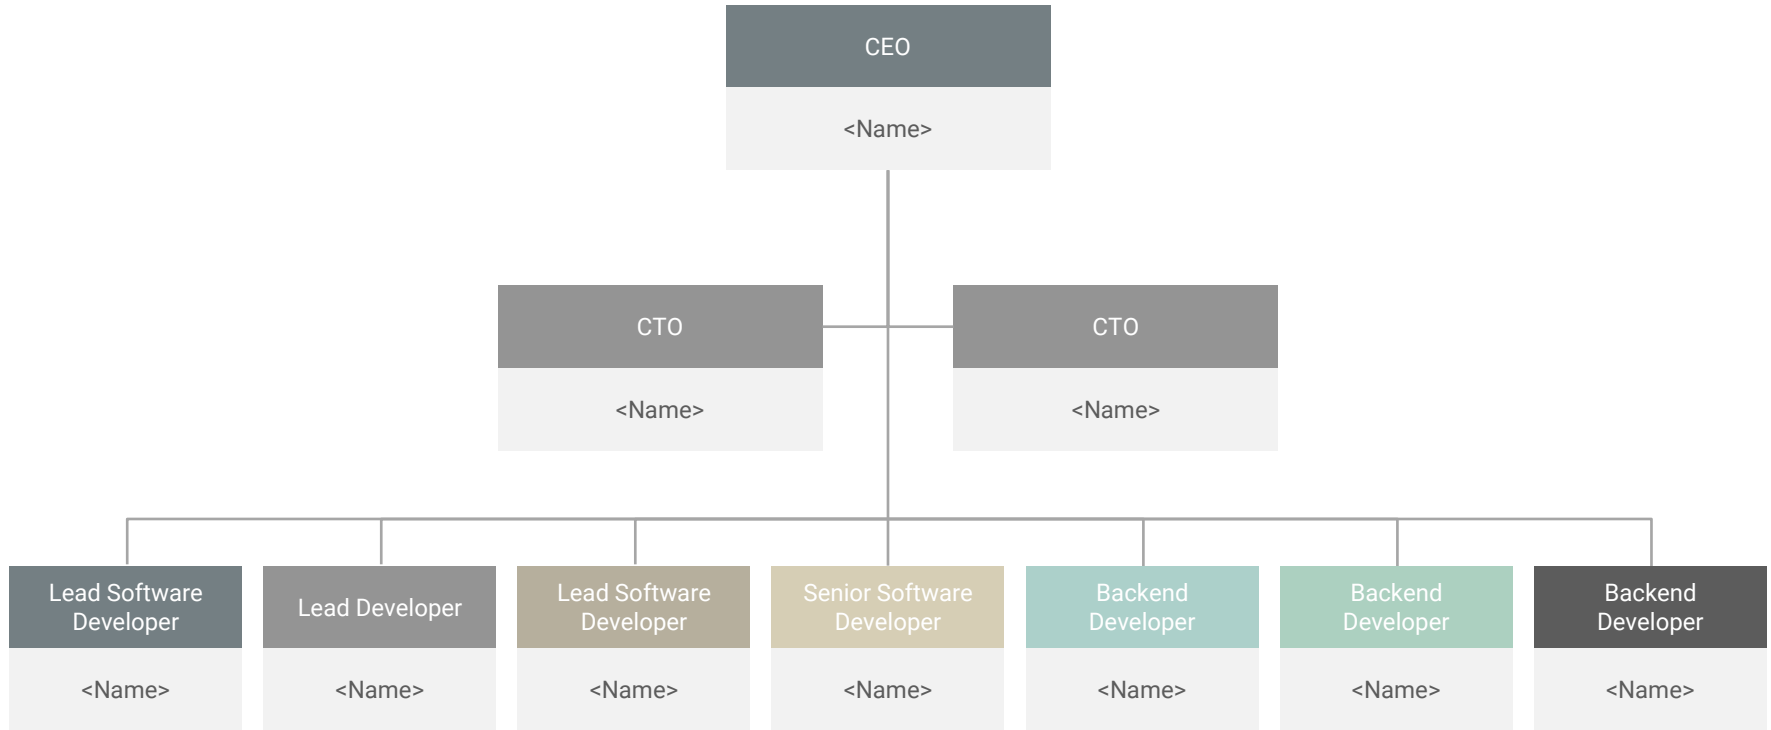 CEO
<Name>
CTO
CTO
<Name>
<Name>
Lead Software
Developer
Lead Developer
Lead Software
Developer
Senior Software
Developer
Backend
Developer
Backend
Developer
Backend
Developer
<Name>
<Name>
<Name>
<Name>
<Name>
<Name>
<Name>